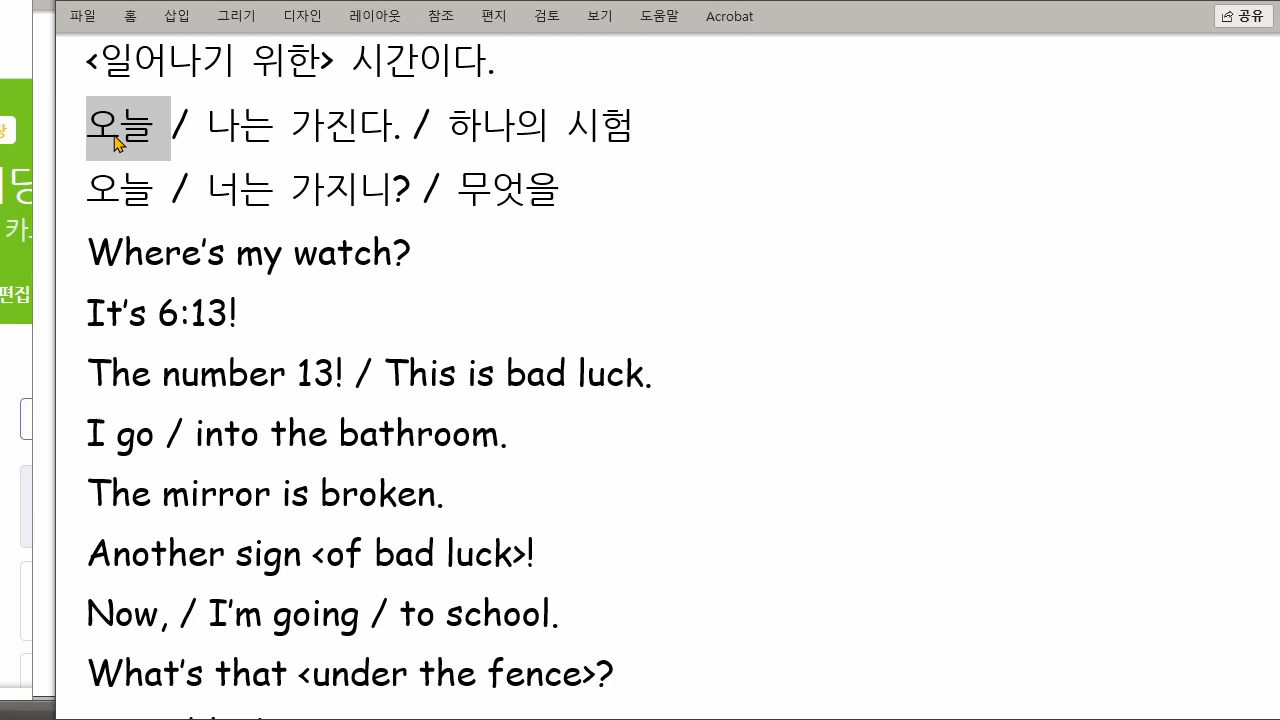 파일 홈 삽입 그리기 디자인 레이아웃 참조 편지 검토 보기 도움말 Acrobat 공유
<일어나기 위한> 시간이다.
오늘 / 나는 가진다. / 하나의 시험
오늘 / 너는 가지니? / 무엇을
Where's my watch?
It's 6:13!
The number 13! / This is bad luck.
I go / into the bathroom.
The mirror is broken.
Another sign <of bad luck>!
Now, / I'm going / to school.
What's that <under the fence>?
편집